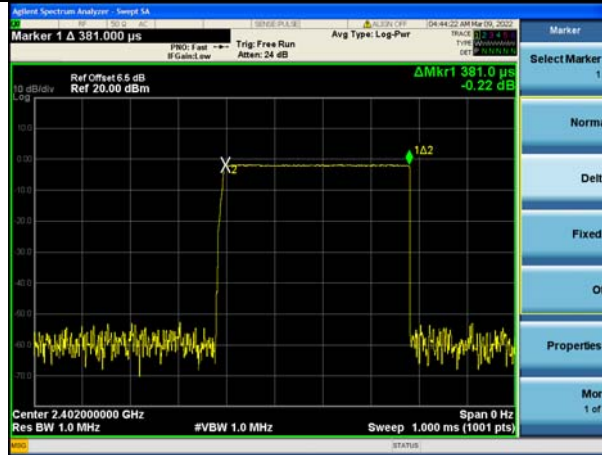 Agilent Spectrum Analyzer - Swept SA
RF 50 Ω AC SENSE:PULSE ALIGN OFF 04:44:22 AM Mar 09, 2022
Marker 1 Δ 381.000 µs
PNO: Fast
IFGain:Low
Trig: Free Run
Atten: 24 dB
Avg Type: Log-Pwr
TRACE 1 2 3 4 5 6
TYPE
DET P N N N N N
Ref Offset 6.5 dB
Ref 20.00 dBm
10 dB/div
Log
ΔMkr1 381.0 µs
-0.22 dB
10.0
0.00
-10.0
-20.0
-30.0
-40.0
-50.0
-60.0
-70.0
X2
1Δ2
Center 2.402000000 GHz
Span 0 Hz
Res BW 1.0 MHz
#VBW 1.0 MHz
Sweep 1.000 ms (1001 pts)
MSG
STATUS
Marker
Select Marker
1
Norma
Delt
Fixed
O
Properties
Mor
1 of